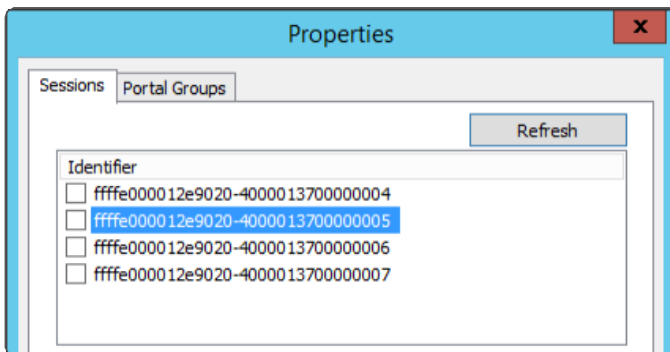 Properties
x
Sessions Portal Groups
Refresh
Identifier
ffffe000012e9020-4000013700000004
ffffe000012e9020-4000013700000005
ffffe000012e9020-4000013700000006
ffffe000012e9020-4000013700000007